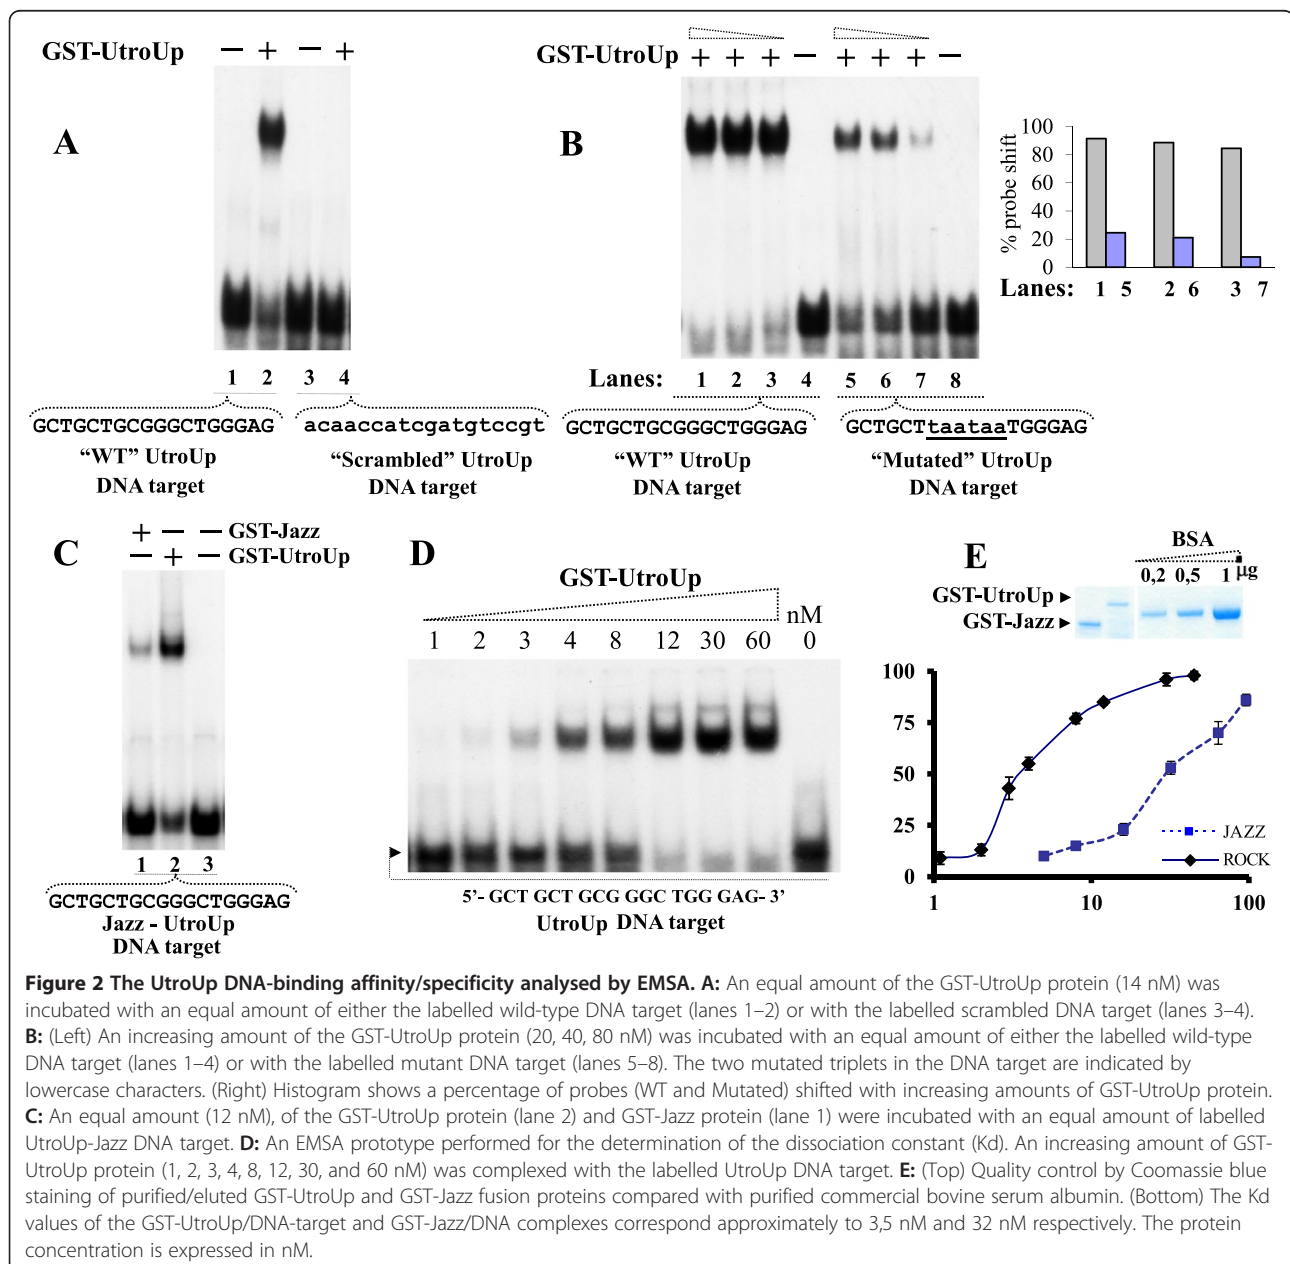 GST-UtroUp — + — +
A
1 2 3 4
GCTGCTGCGGGCTGGGAG
acaaccatcgatgtccgt
“WT” UtroUp
DNA target
“Scrambled” UtroUp
DNA target
GST-UtroUp + + + — + + + —
B
Lanes: 1 2 3 4 5 6 7 8
GCTGCTGCGGGCTGGGAG
GCTGCTtaataaTGGGAG
“WT” UtroUp
DNA target
“Mutated” UtroUp
DNA target
% probe shift
100
80
60
40
20
0
Lanes: 1 5 2 6 3 7
C
+ — — GST-Jazz
— + — GST-UtroUp
1 2 3
GCTGCTGCGGGCTGGGAG
Jazz - UtroUp
DNA target
D
GST-UtroUp
nM
1 2 3 4 8 12 30 60 0
5’- GCT GCT GCG GGC TGG GAG- 3’
UtroUp DNA target
E
BSA
0,2 0,5 1 µg
GST-UtroUp
GST-Jazz
100
75
50
25
0
1 10 100
JAZZ
ROCK
Figure 2 The UtroUp DNA-binding affinity/specificity analysed by EMSA. A: An equal amount of the GST-UtroUp protein (14 nM) was
incubated with an equal amount of either the labelled wild-type DNA target (lanes 1–2) or with the labelled scrambled DNA target (lanes 3–4).
B: (Left) An increasing amount of the GST-UtroUp protein (20, 40, 80 nM) was incubated with an equal amount of either the labelled wild-type
DNA target (lanes 1–4) or with the labelled mutant DNA target (lanes 5–8). The two mutated triplets in the DNA target are indicated by
lowercase characters. (Right) Histogram shows a percentage of probes (WT and Mutated) shifted with increasing amounts of GST-UtroUp protein.
C: An equal amount (12 nM), of the GST-UtroUp protein (lane 2) and GST-Jazz protein (lane 1) were incubated with an equal amount of labelled
UtroUp-Jazz DNA target. D: An EMSA prototype performed for the determination of the dissociation constant (Kd). An increasing amount of GST-
UtroUp protein (1, 2, 3, 4, 8, 12, 30, and 60 nM) was complexed with the labelled UtroUp DNA target. E: (Top) Quality control by Coomassie blue
staining of purified/eluted GST-UtroUp and GST-Jazz fusion proteins compared with purified commercial bovine serum albumin. (Bottom) The Kd
values of the GST-UtroUp/DNA-target and GST-Jazz/DNA complexes correspond approximately to 3,5 nM and 32 nM respectively. The protein
concentration is expressed in nM.